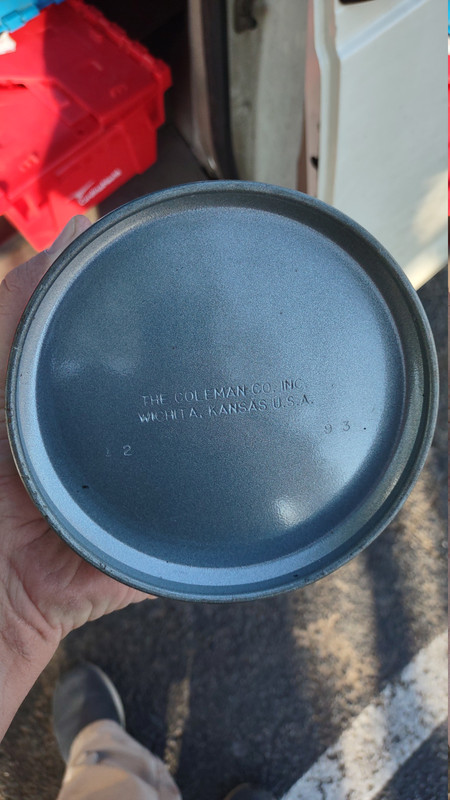 THE COLEMAN CO. INC.
WICHITA, KANSAS U.S.A.
12 93